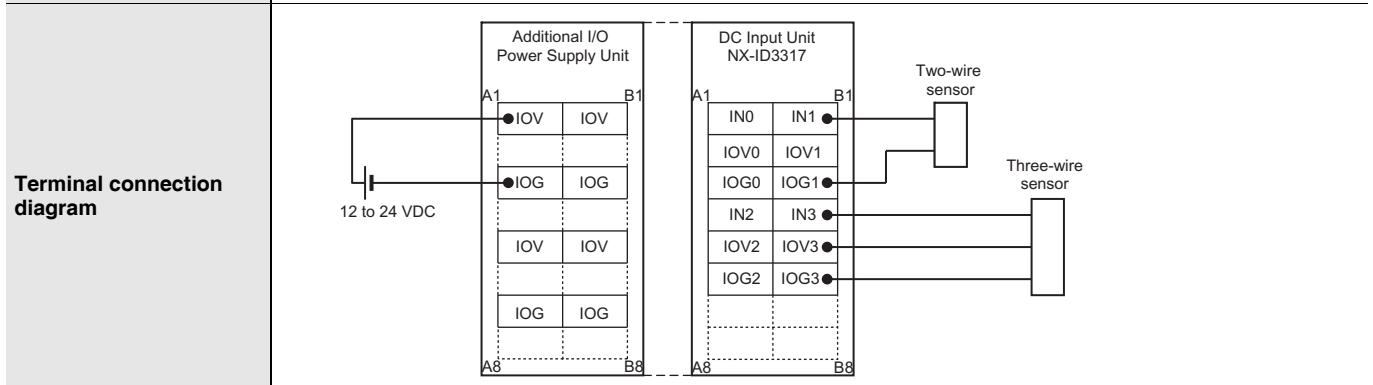 Terminal connection
diagram
12 to 24 VDC
Additional I/O
Power Supply Unit
A1 B1
IOV IOV
IOG IOG
IOV IOV
IOG IOG
A8 B8
DC Input Unit
NX-ID3317
A1 B1
IN0 IN1
IOV0 IOV1
IOG0 IOG1
IN2 IN3
IOV2 IOV3
IOG2 IOG3
A8 B8
Two-wire
sensor
Three-wire
sensor